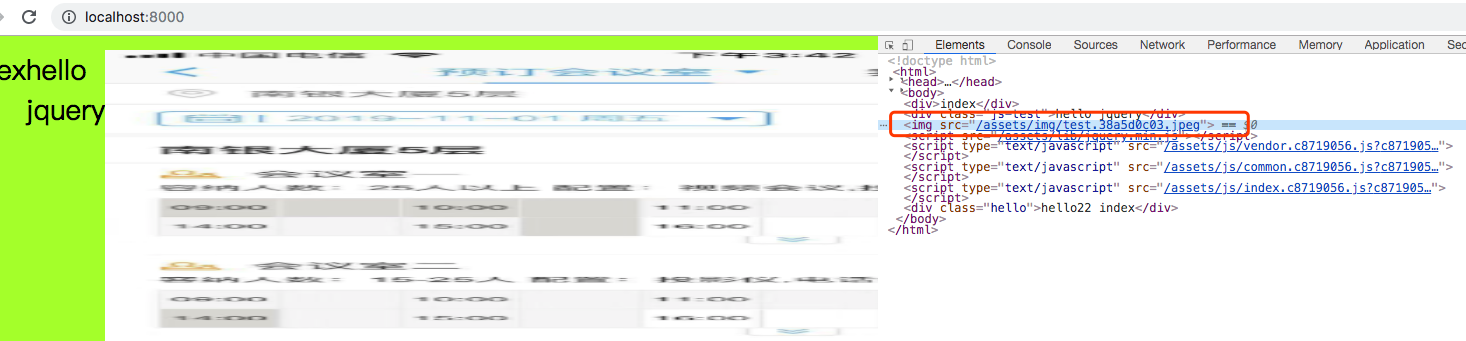 localhost:8000
exhello
jquery
中国电信 下午3:42
预订会议室
南银大厦5层
2019-11-01 周五
南银大厦5层
会议室一
容纳人数： 25人以上 配置： 视频会议,
09:00 10:00 11:00
14:00 15:00 16:00
会议室二
容纳人数： 15-25人 配置： 投影仪,电话
09:00 10:00 11:00
14:00 15:00 16:00
Elements Console Sources Network Performance Memory Application Sec
<!doctype html>
<html>
<head>…</head>
<body>
<div>index</div>
<div class="js-test">hello jquery</div>
<img src="/assets/img/test.38a5d0c03.jpeg"> == $0
<script src="/assets/lib/jquery.min.js"></script>
<script type="text/javascript" src="/assets/js/vendor.c8719056.js?c871905…">
</script>
<script type="text/javascript" src="/assets/js/common.c8719056.js?c871905…">
</script>
<script type="text/javascript" src="/assets/js/index.c8719056.js?c871905…">
</script>
<div class="hello">hello22 index</div>
</body>
</html>